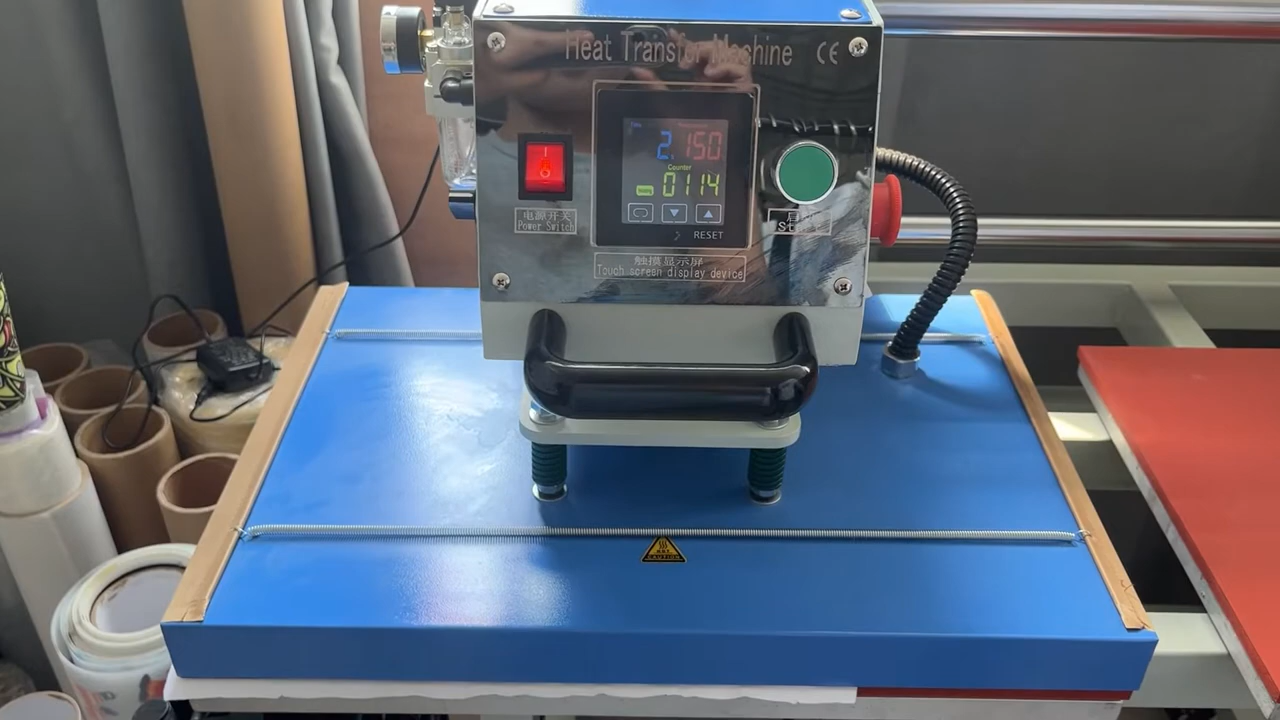 Heat Transfer Machine CE
2. 150
Counter
0114
RESET
电源开关
Power Switch
触摸显示屏
Touch screen display device
CAUTION